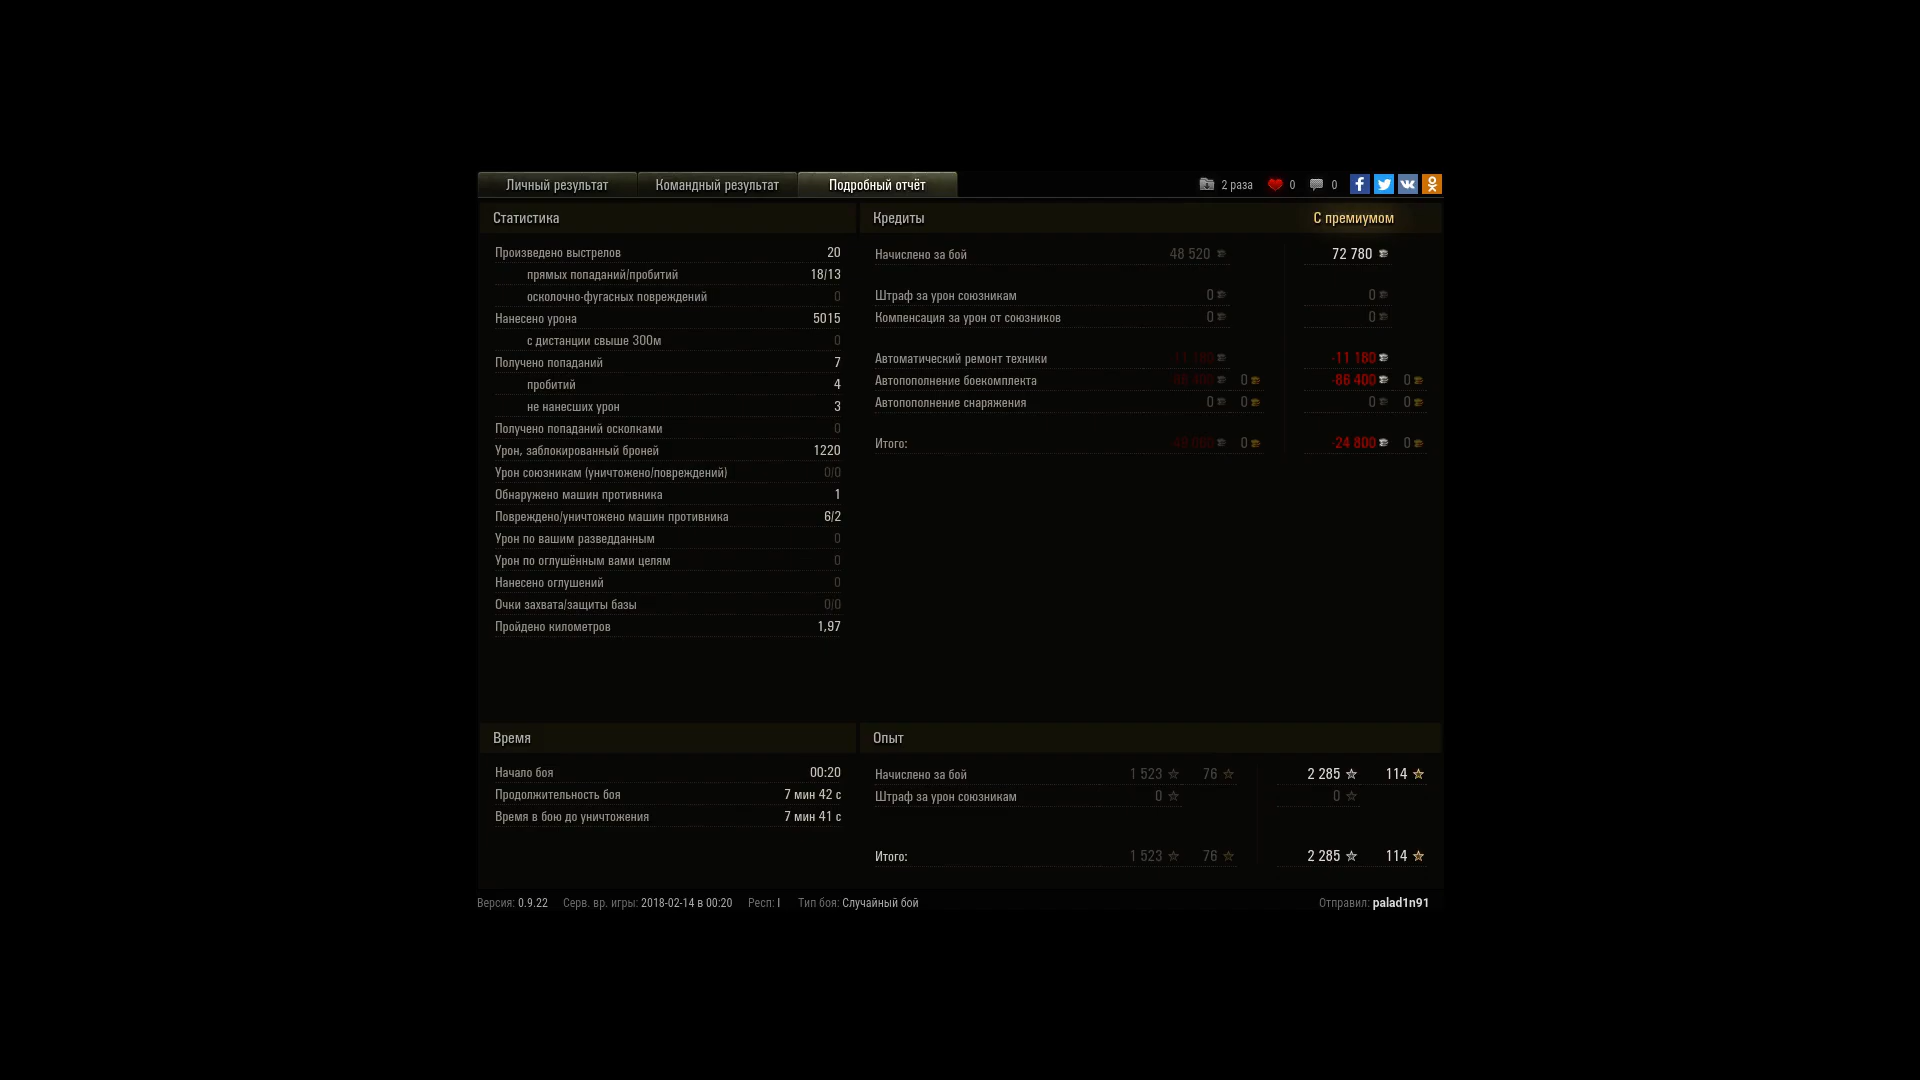 Личный результат Командный результат Подробный отчёт 2 раза 0 0
Статистика
Произведено выстрелов 20
прямых попаданий/пробитий 18/13
осколочно-фугасных повреждений 0
Нанесено урона 5015
с дистанции свыше 300м 0
Получено попаданий 7
пробитий 4
не нанесших урон 3
Получено попаданий осколками 0
Урон, заблокированный броней 1220
Урон союзникам (уничтожено/повреждений) 0/0
Обнаружено машин противника 1
Повреждено/уничтожено машин противника 6/2
Урон по вашим разведданным 0
Урон по оглушённым вами целям 0
Нанесено оглушений 0
Очки захвата/защиты базы 0/0
Пройдено километров 1,97
Кредиты С премиумом
Начислено за бой 48 520 72 780
Штраф за урон союзникам 0 0
Компенсация за урон от союзников 0 0
Автоматический ремонт техники -11 180 -11 180
Автопополнение боекомплекта -86 400 0 -86 400 0
Автопополнение снаряжения 0 0 0 0
Итого: -49 060 0 -24 800 0
Время
Начало боя 00:20
Продолжительность боя 7 мин 42 с
Время в бою до уничтожения 7 мин 41 с
Опыт
Начислено за бой 1 523 76 2 285 114
Штраф за урон союзникам 0 0
Итого: 1 523 76 2 285 114
Версия: 0.9.22 Серв. вр. игры: 2018-02-14 в 00:20 Респ: I Тип боя: Случайный бой Отправил: palad1n91